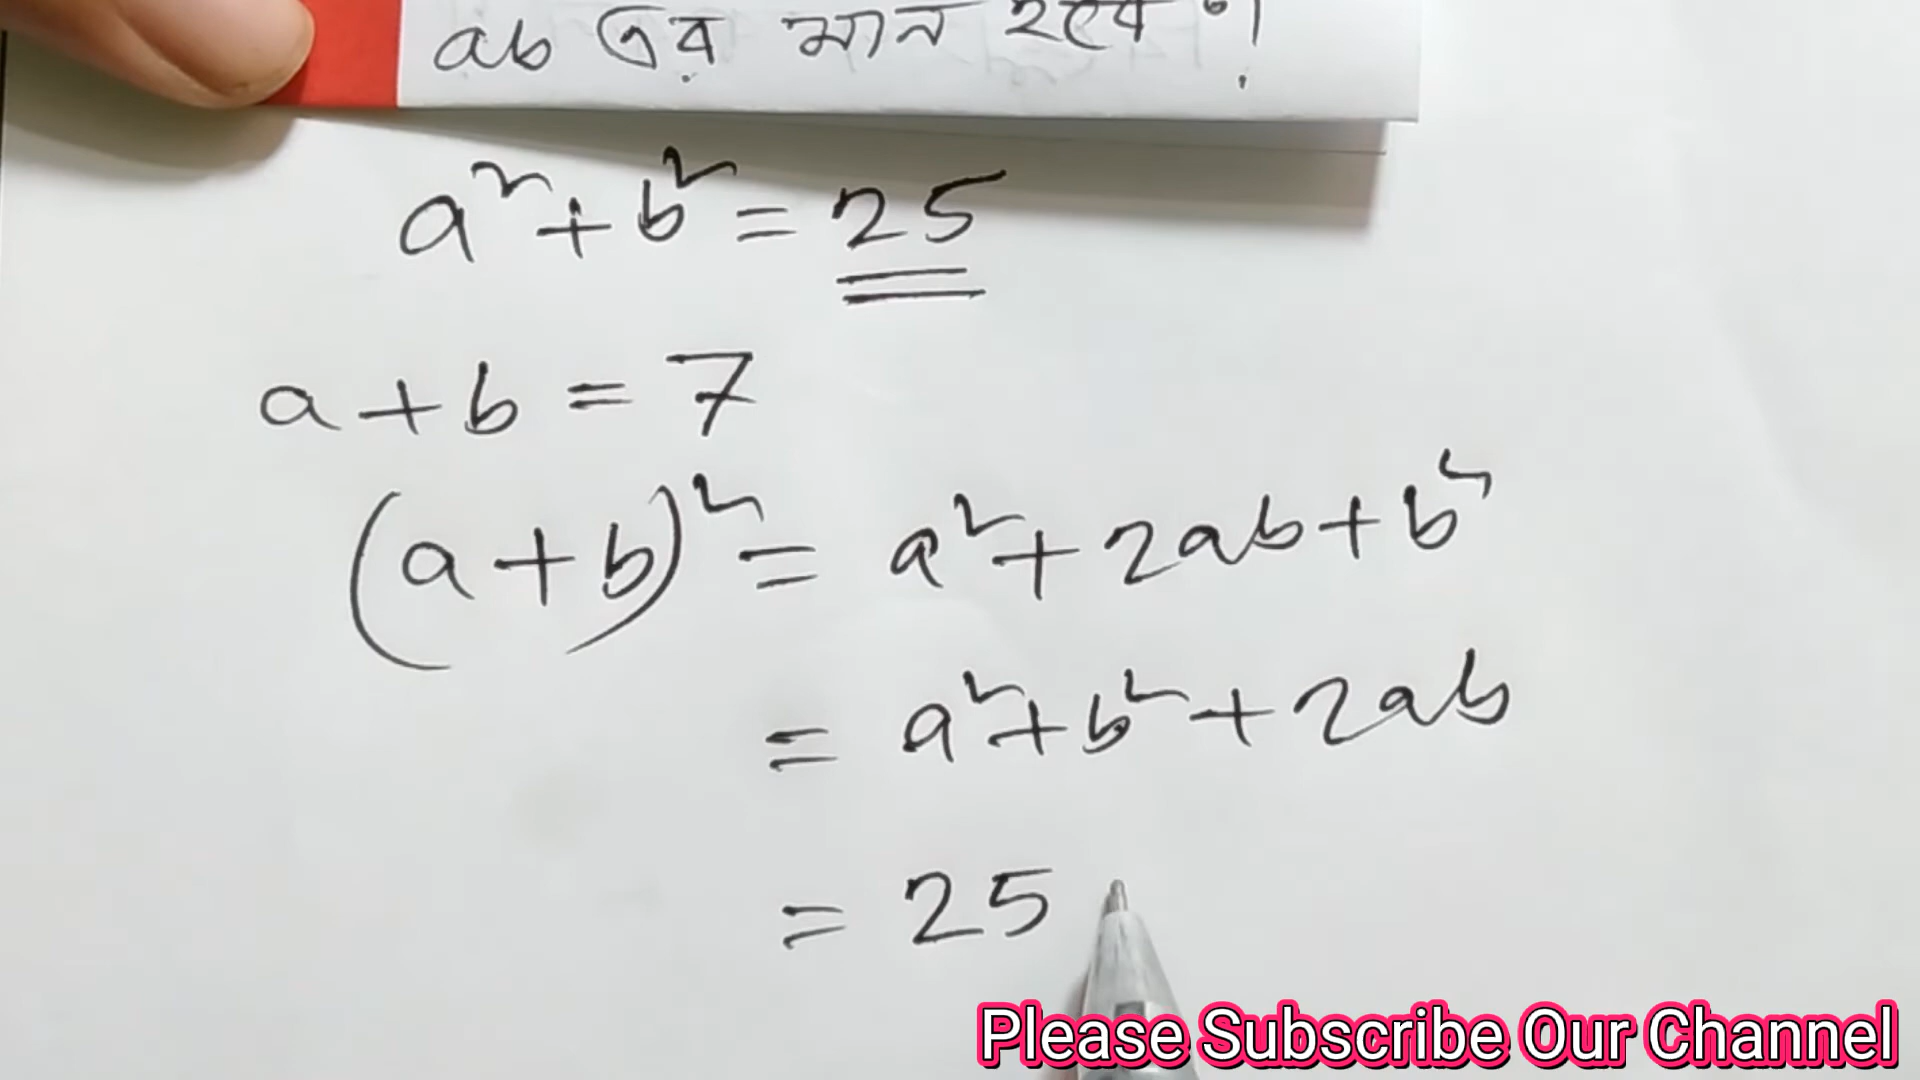 ab এর মান হবে ?
a² + b² = 25
a + b = 7
(a + b)² = a² + 2ab + b²
= a² + b² + 2ab
= 25
Please Subscribe Our Channel